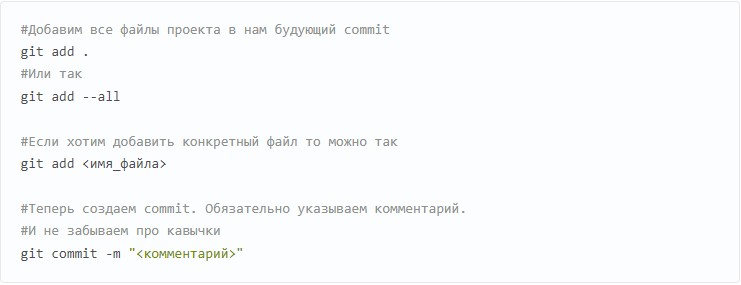 #Добавим все файлы проекта в нам будующий commit
git add .
#Или так
git add --all
#Если хотим добавить конкретный файл то можно так
git add <имя_файла>
#Теперь создаем commit. Обязательно указываем комментарий.
#И не забываем про кавычки
git commit -m "<комментарий>"